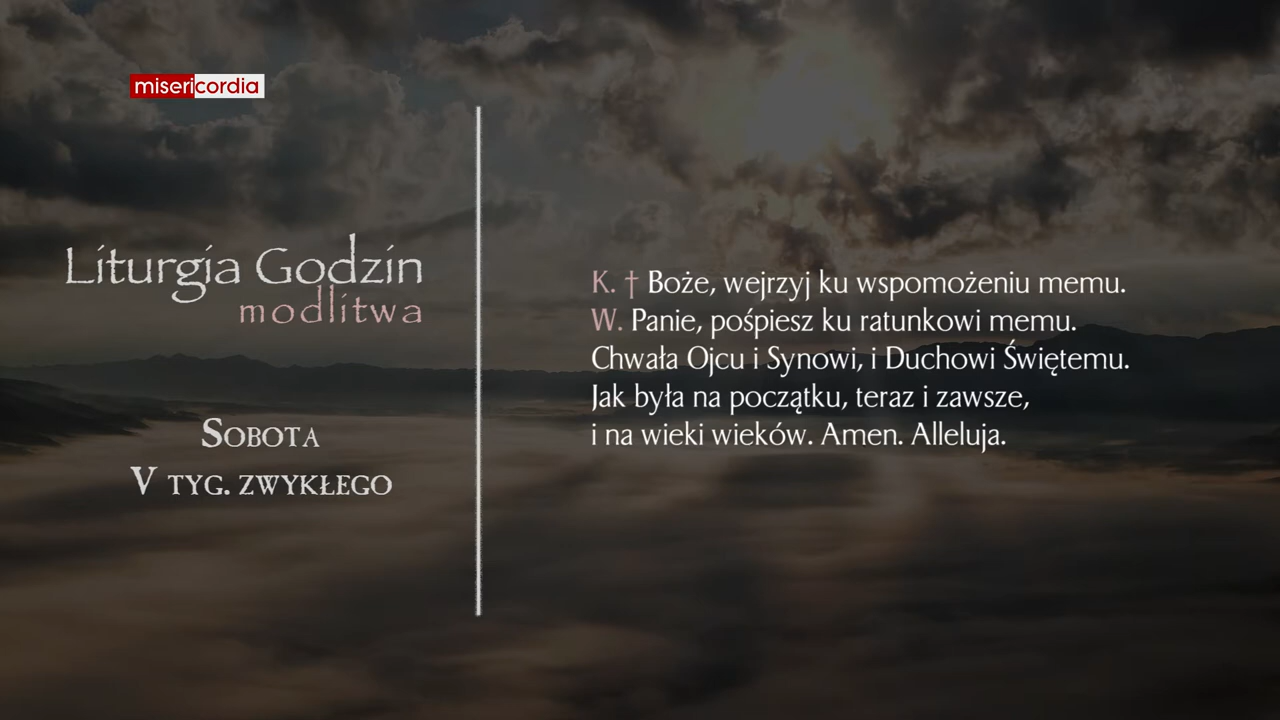 misericordia
Liturgia Godzin
modlitwa
Sobota
V tyg. zwykłego
K. † Boże, wejrzyj ku wspomożeniu memu.
W. Panie, pośpiesz ku ratunkowi memu.
Chwała Ojcu i Synowi, i Duchowi Świętemu.
Jak była na początku, teraz i zawsze,
i na wieki wieków. Amen. Alleluja.